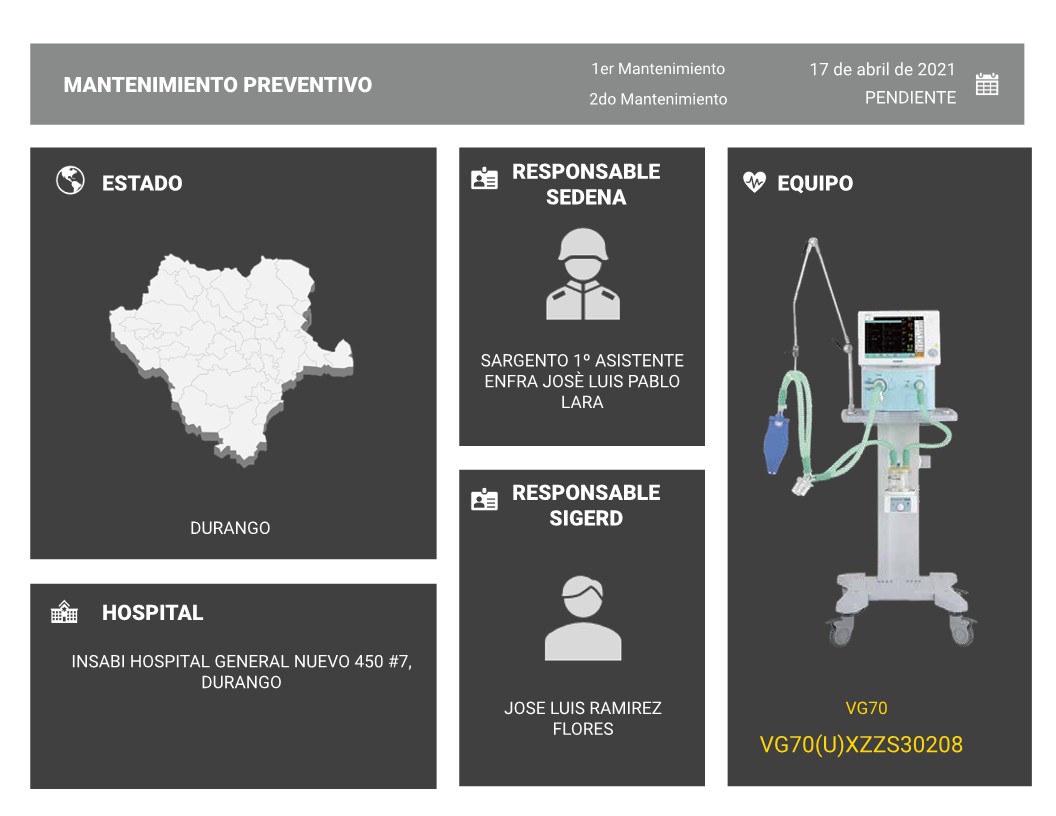 MANTENIMIENTO PREVENTIVO
1er Mantenimiento
17 de abril de 2021
2do Mantenimiento
PENDIENTE
ESTADO
DURANGO
HOSPITAL
INSABI HOSPITAL GENERAL NUEVO 450 #7,
DURANGO
RESPONSABLE
SEDENA
SARGENTO 1º ASISTENTE
ENFRA JOSÈ LUIS PABLO
LARA
RESPONSABLE
SIGERD
JOSE LUIS RAMIREZ
FLORES
EQUIPO
VG70
VG70(U)XZZS30208